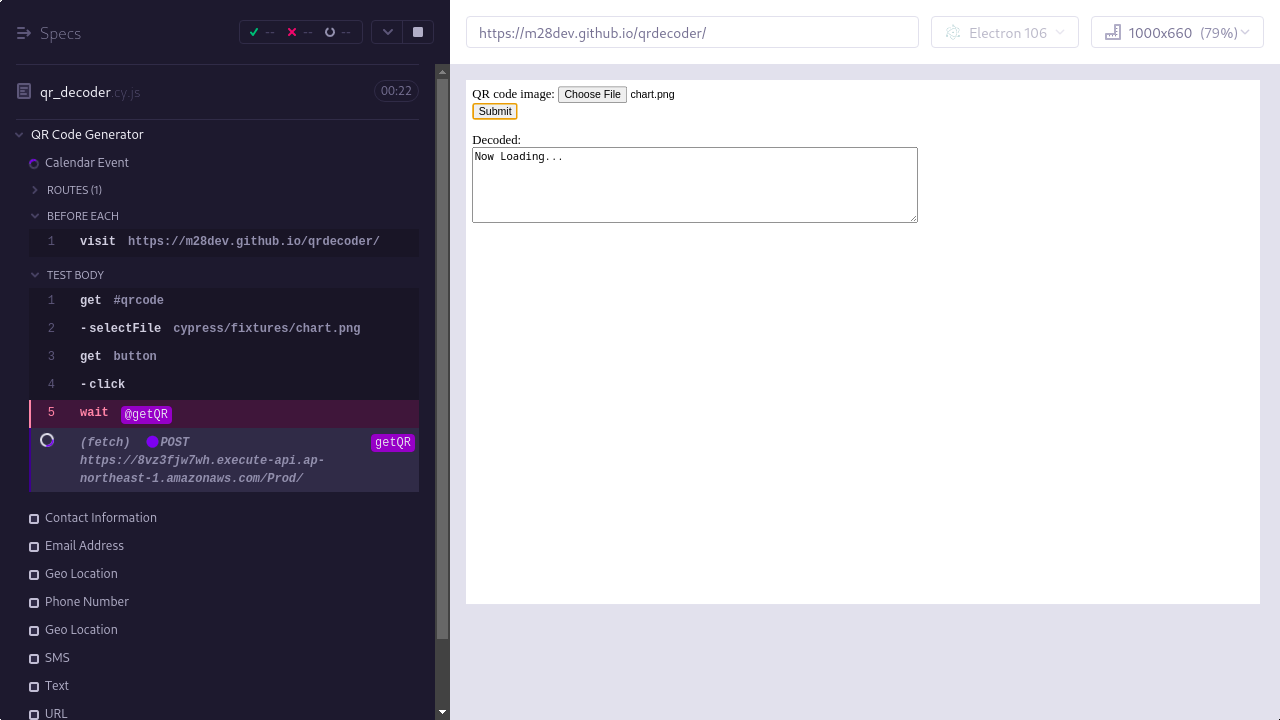 Specs
--
--
--
https://m28dev.github.io/qrdecoder/
Electron 106
1000x660 (79%)
qr_decoder.cy.js
00:22
QR Code Generator
Calendar Event
ROUTES (1)
BEFORE EACH
1 visit https://m28dev.github.io/qrdecoder/
TEST BODY
1 get #qrcode
2 -selectFile cypress/fixtures/chart.png
3 get button
4 -click
5 wait @getQR
(fetch) POST getQR
https://8vz3fjw7wh.execute-api.ap-
northeast-1.amazonaws.com/Prod/
Contact Information
Email Address
Geo Location
Phone Number
Geo Location
SMS
Text
URL
QR code image: Choose File chart.png
Submit
Decoded:
Now Loading...